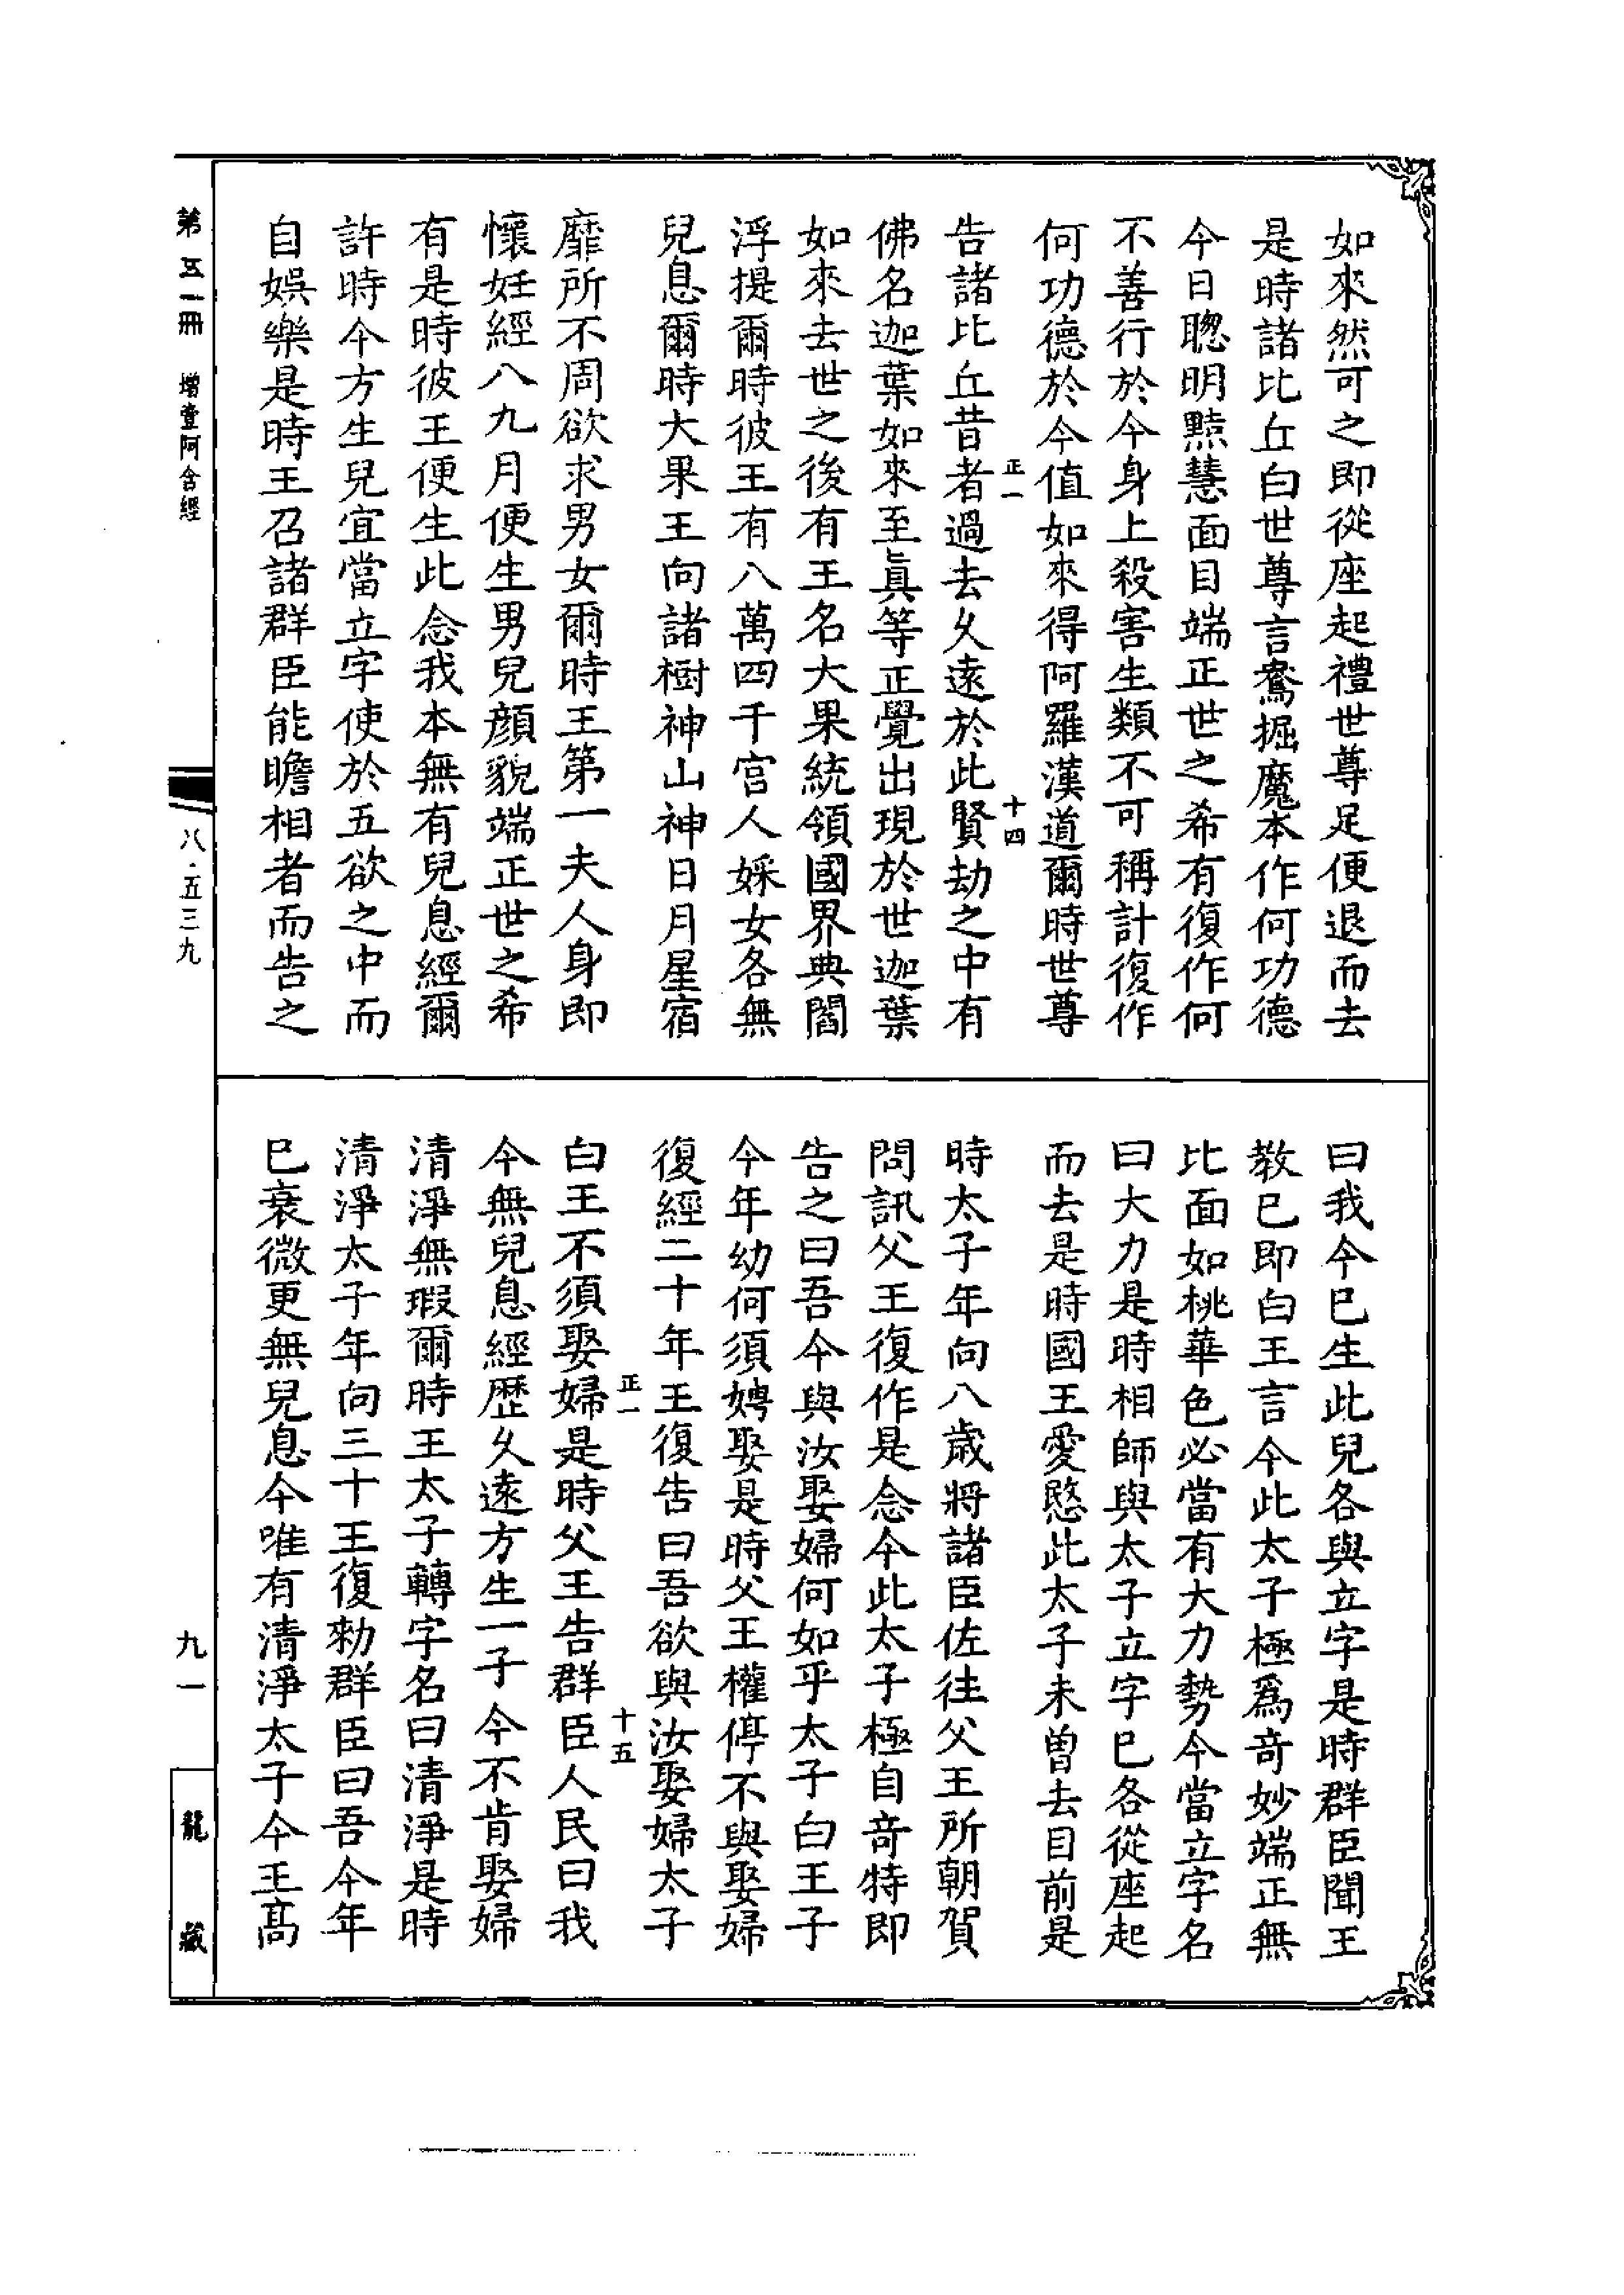 如來然可之即從座起禮世尊足便退而去
是時諸比丘白世尊言鴦掘魔本作何功德
今日聦明黠慧面目端正世之希有復作何
不善行於今身上殺害生類不可稱計復作
何功德於今值如來得阿羅漢道爾時世尊
正一
十四
告諸比丘昔者過去久遠於此賢劫之中有
佛名迦葉如來至眞等正覺出現於世迦葉
如來去世之後有王名大果統領國界典閻
浮提爾時彼王有八萬四千宮人婇女各無
兒息爾時大果王向諸樹神山神日月星宿
靡所不周欲求男女爾時王第一夫人身即
懷妊經八九月便生男兒顔貌端正世之希
有是時彼王便生此念我本無有兒息經爾
許時今方生兒宜當立字使於五欲之中而
自娛樂是時王召諸群臣能瞻相者而告之
曰我今巳生此兒各與立字是時群臣聞王
教巳即白王言今此太子極爲竒妙端正無
比面如桃華色必當有大力勢今當立字名
曰大力是時相師與太子立字巳各從座起
而去是時國王愛愍此太子未曾去目前是
時太子年向八歲將諸臣佐往父王所朝賀
問訊父王復作是念今此太子極自竒特即
告之曰吾今與汝娶婦何如乎太子白王子
今年幼何須娉娶是時父王權停不與娶婦
復經二十年王復告曰吾欲與汝娶婦太子
正一
十五
白王不須娶婦是時父王告群臣人民曰我
今無兒息經歷久遠方生一子今不肯娶婦
清淨無瑕爾時王太子轉字名曰清淨是時
清淨太子年向三十王復勑群臣曰吾今年
巳衰微更無兒息今唯有清淨太子今王髙
第五一冊
增壹阿含經
八·五三九
九一
龍藏